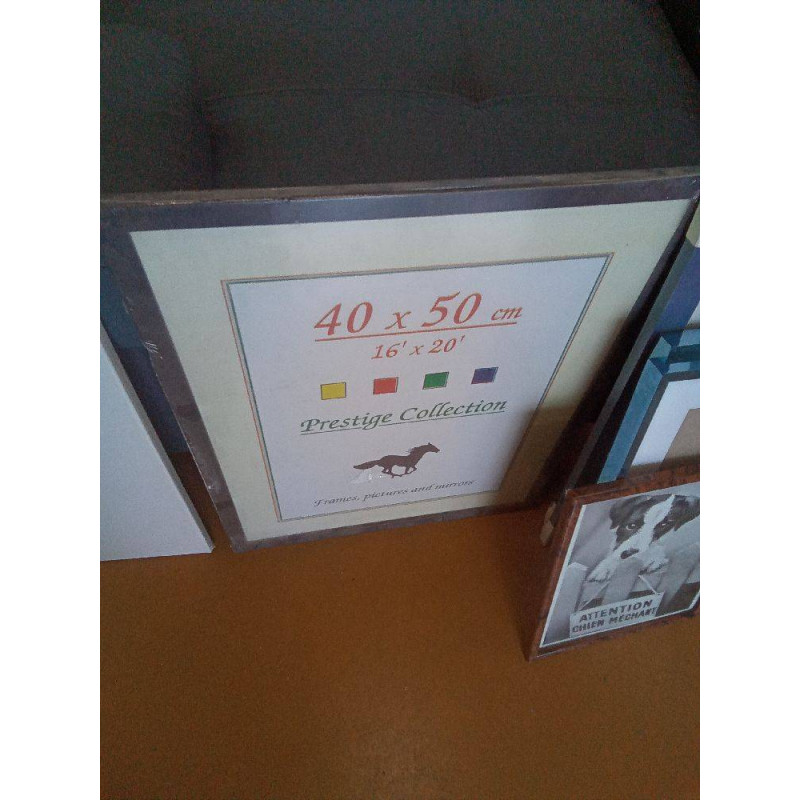 40 x 50 cm
16' x 20'
Prestige Collection
Frames, pictures and mirrors
ATTENTION
CHIEN MECHANT